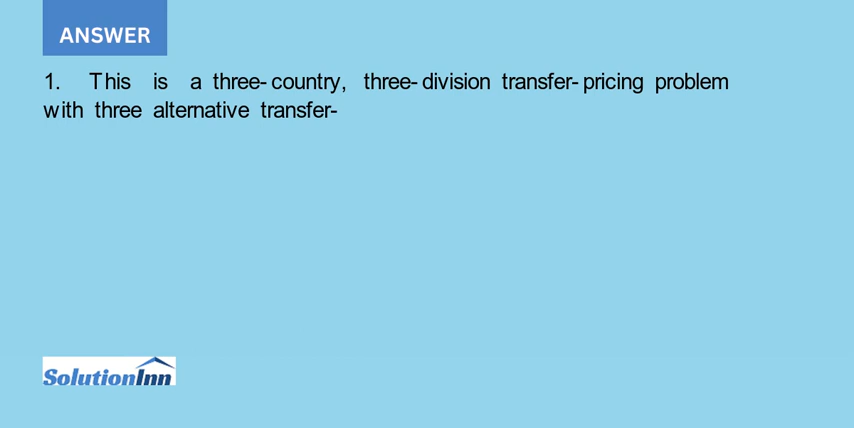 ANSWER
1. This is a three- country, three- division transfer- pricing problem
with three alternative transfer-
SolutionInn